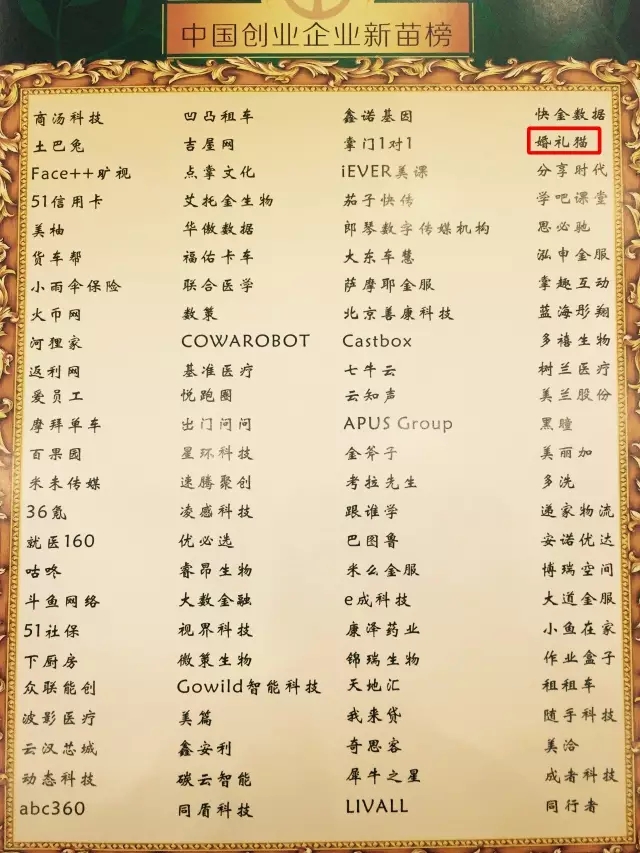 中国创业企业新苗榜
商汤科技 凹凸租车 鑫诺基因 快金数据
土巴兔 吉屋网 掌门1对1 婚礼猫
Face++旷视 点掌文化 iEVER美课 分享时代
51信用卡 艾托金生物 茄子快传 学吧课堂
美柚 华傲数据 郎琴数字传媒机构 思必驰
货车帮 福佑卡车 大东车慧 泓申金服
小雨伞保险 联合医学 萨摩耶金服 掌趣互动
火币网 数策 北京善康科技 蓝海彤翔
河狸家 COWAROBOT Castbox 多禧生物
返利网 基准医疗 七牛云 树兰医疗
爱员工 悦跑圈 云知声 美兰股份
摩拜单车 出门问问 APUS Group 黑瞳
百果园 星环科技 金斧子 美丽加
米未传媒 速腾聚创 考拉先生 多洗
36氪 凌感科技 跟谁学 递家物流
就医160 优必选 巴图鲁 安诺优达
咕咚 睿昂生物 米么金服 博瑞空间
斗鱼网络 大数金融 e成科技 大道金服
51社保 视界科技 康泽药业 小鱼在家
下厨房 微策生物 锦瑞生物 作业盒子
众联能创 Gowild智能科技 天地汇 租租车
波影医疗 美篇 我来贷 随手科技
云汉芯城 鑫安利 奇思客 美洽
动态科技 碳云智能 犀牛之星 成者科技
abc360 同盾科技 LIVALL 同行者